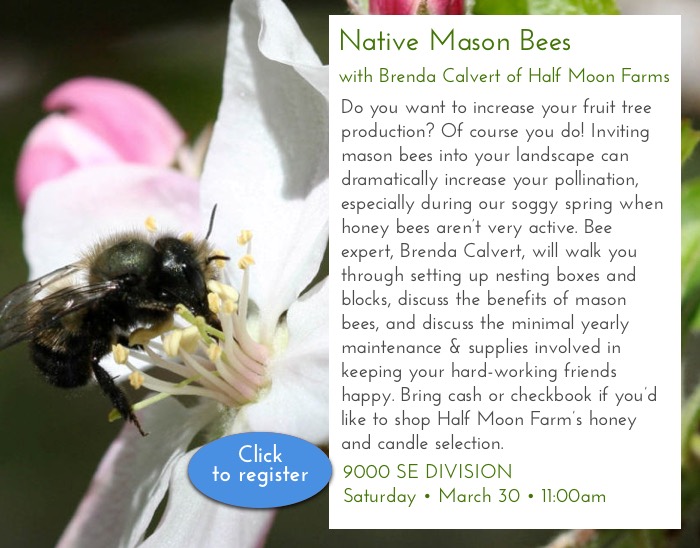 Native Mason Bees
with Brenda Calvert of Half Moon Farms
Do you want to increase your fruit tree
production? Of course you do! Inviting
mason bees into your landscape can
dramatically increase your pollination,
especially during our soggy spring when
honey bees aren't very active. Bee
expert, Brenda Calvert, will walk you
through setting up nesting boxes and
blocks, discuss the benefits of mason
bees, and discuss the minimal yearly
maintenance & supplies involved in
keeping your hard-working friends
happy. Bring cash or checkbook if you'd
like to shop Half Moon Farm's honey
and candle selection.
Click
to register
9000 SE DIVISION
Saturday • March 30 • 11:00am